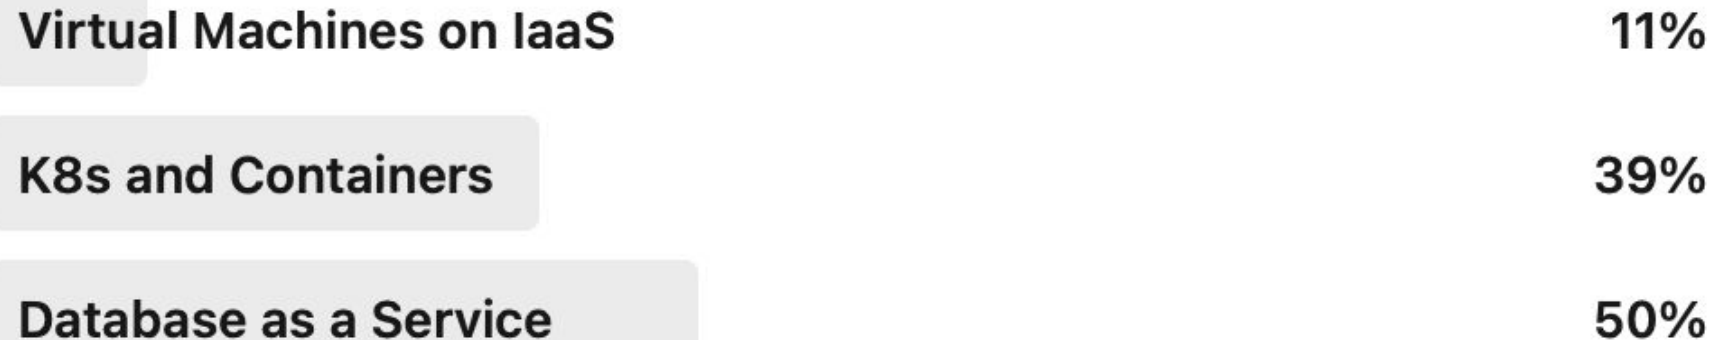 Virtual Machines on IaaS 11%
K8s and Containers 39%
Database as a Service 50%